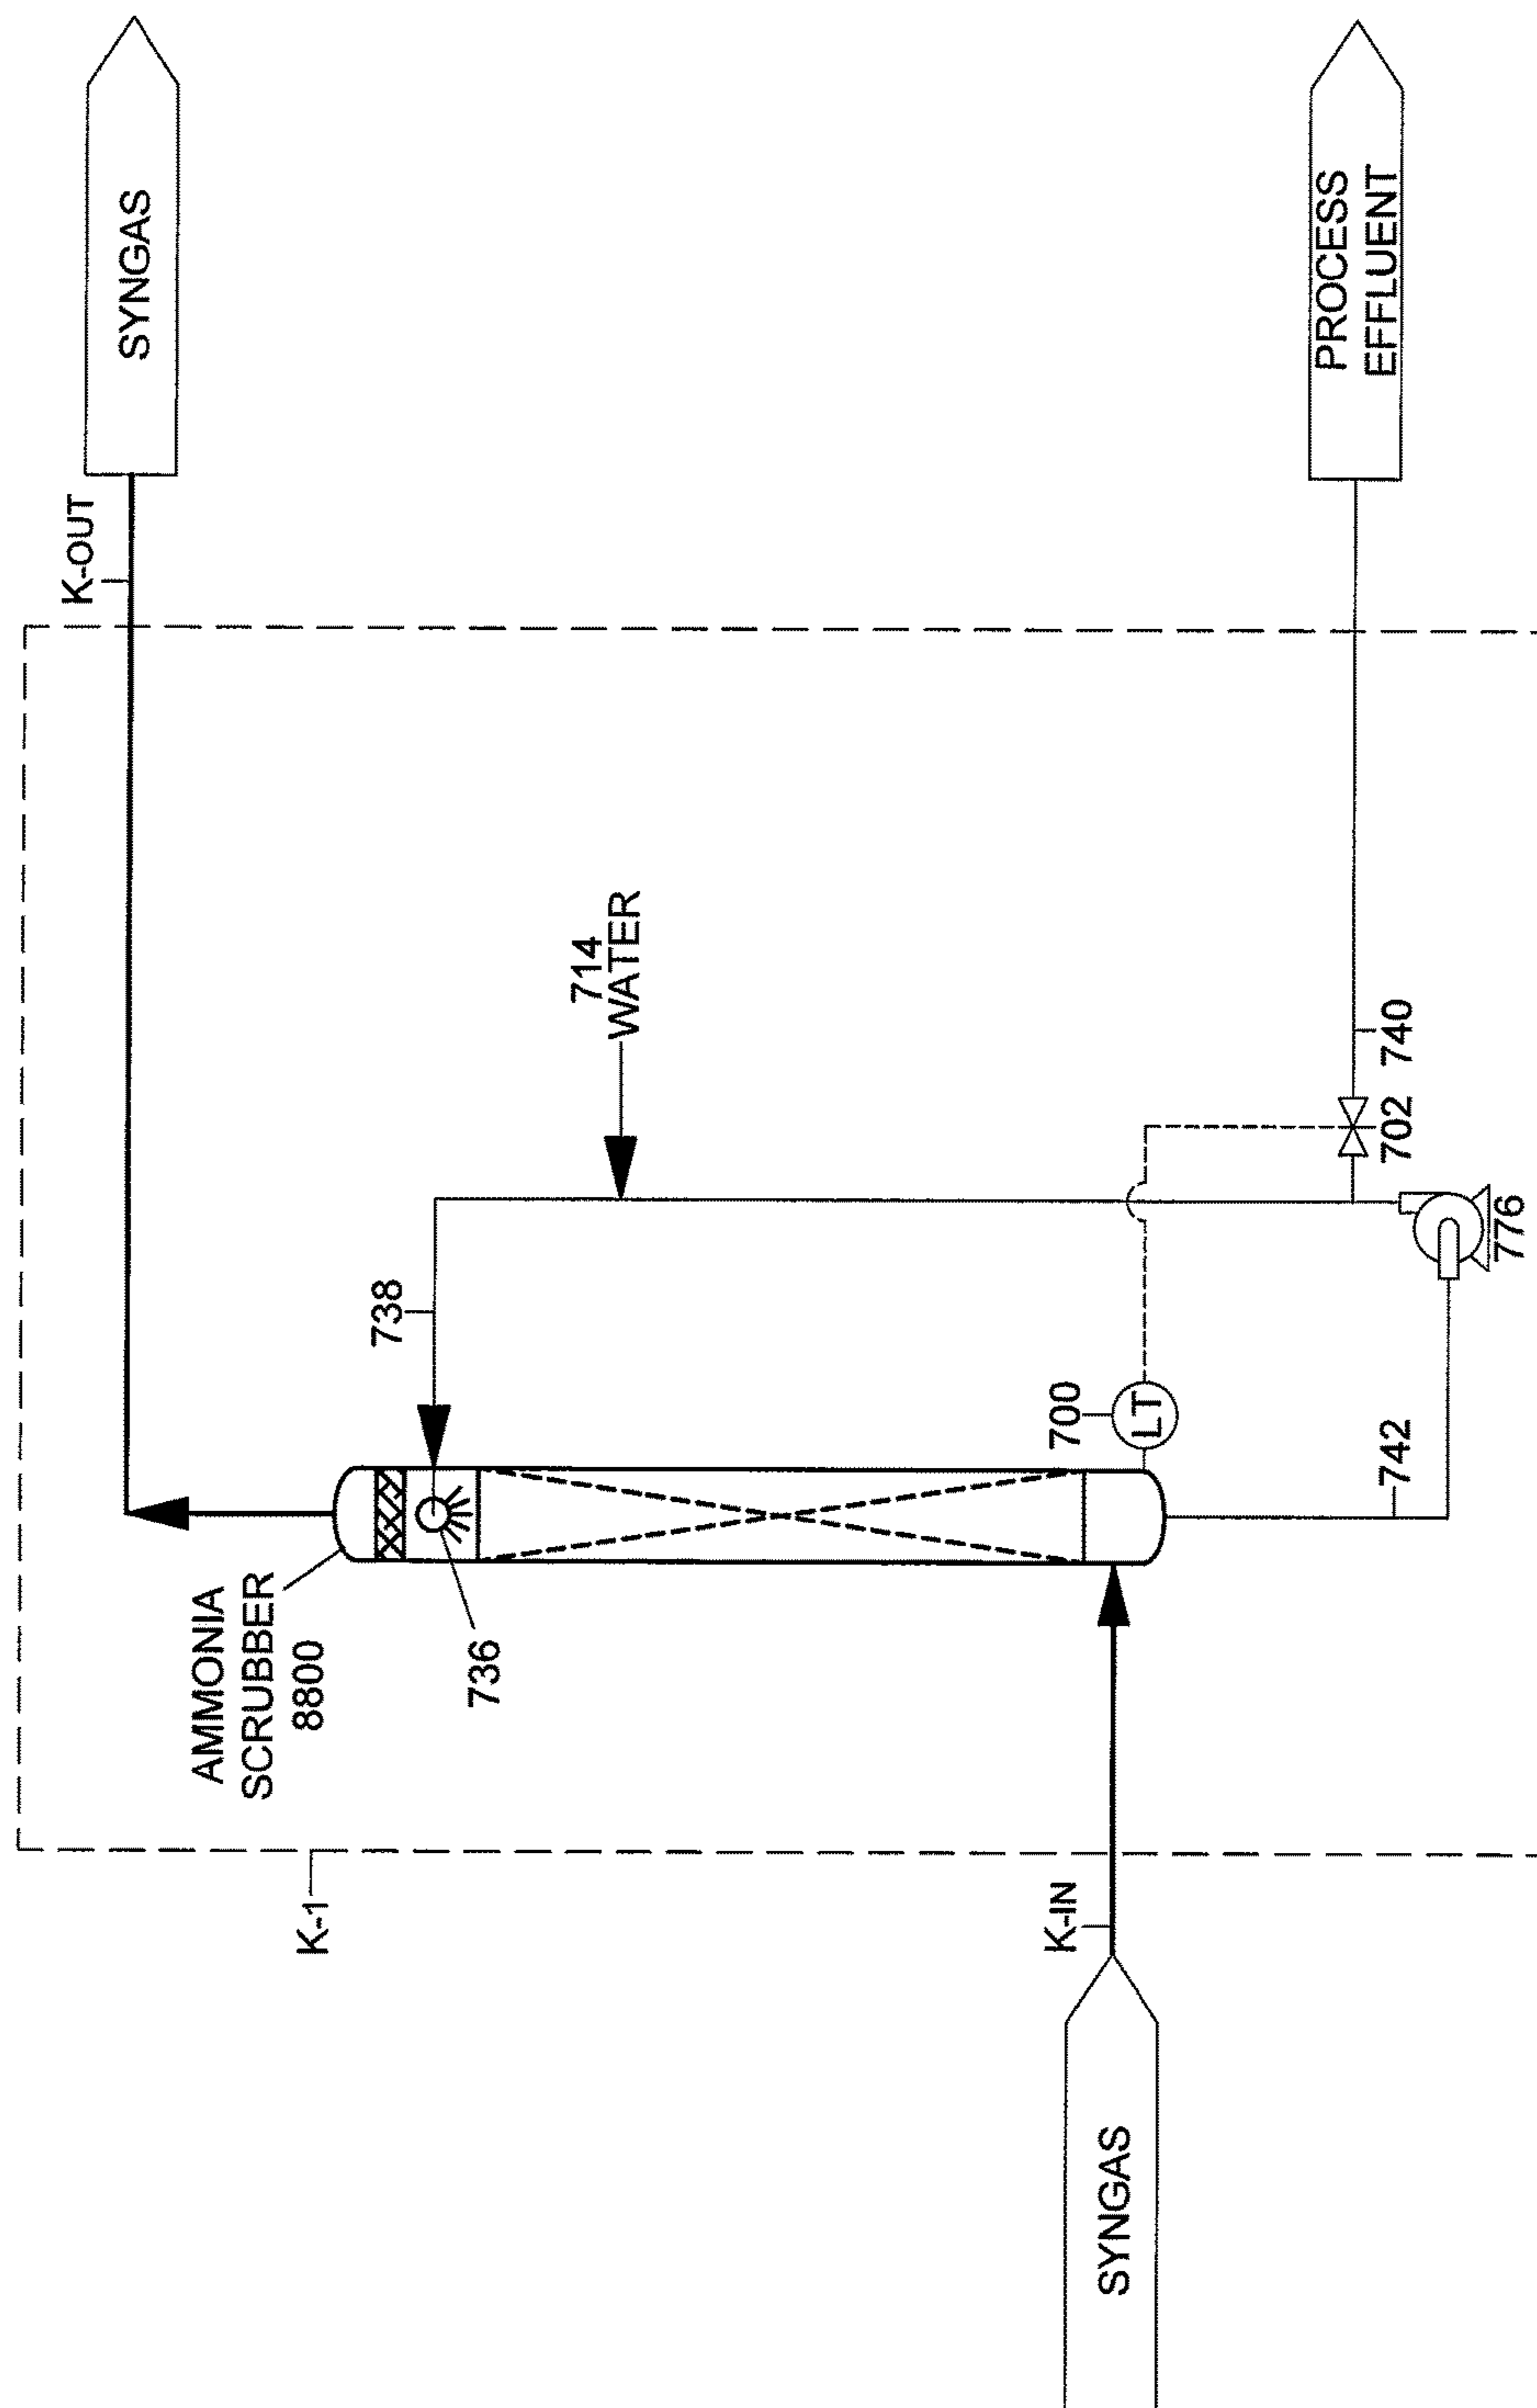 SYNGAS
K-OUT
PROCESS
EFFLUENT
714
WATER
740
702
776
738
700
LT
742
AMMONIA
SCRUBBER
8800
736
K-1
K-IN
SYNGAS